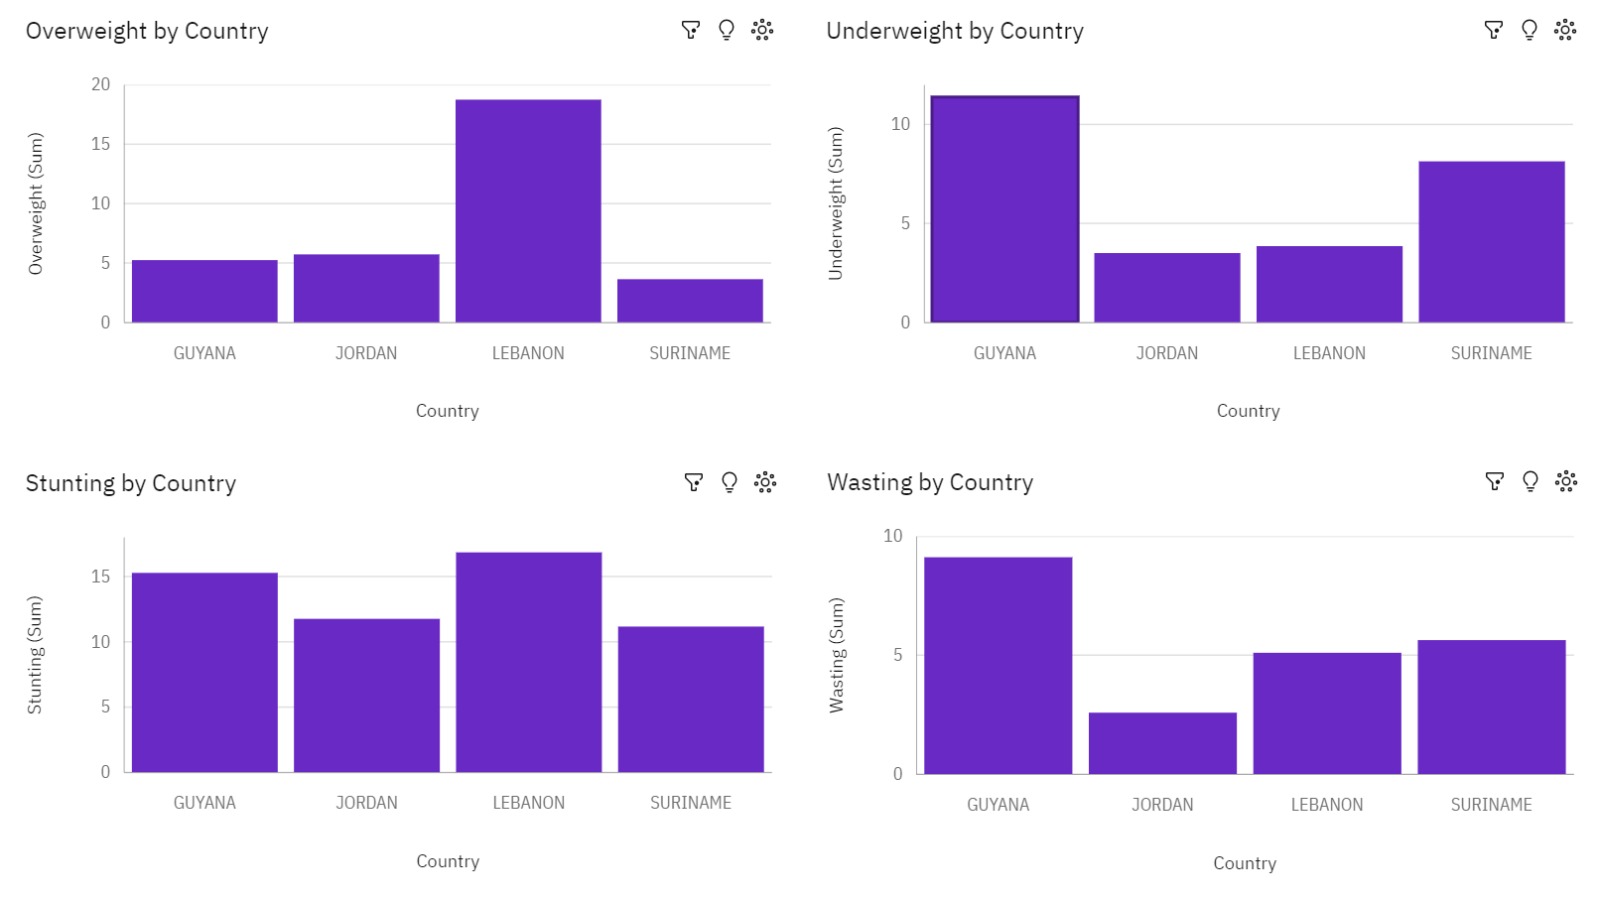 Overweight by Country
Overweight (Sum)
20
15
10
5
0
GUYANA JORDAN LEBANON SURINAME
Country
Underweight by Country
Underweight (Sum)
10
5
0
GUYANA JORDAN LEBANON SURINAME
Country
Stunting by Country
Stunting (Sum)
15
10
5
0
GUYANA JORDAN LEBANON SURINAME
Country
Wasting by Country
Wasting (Sum)
10
5
0
GUYANA JORDAN LEBANON SURINAME
Country